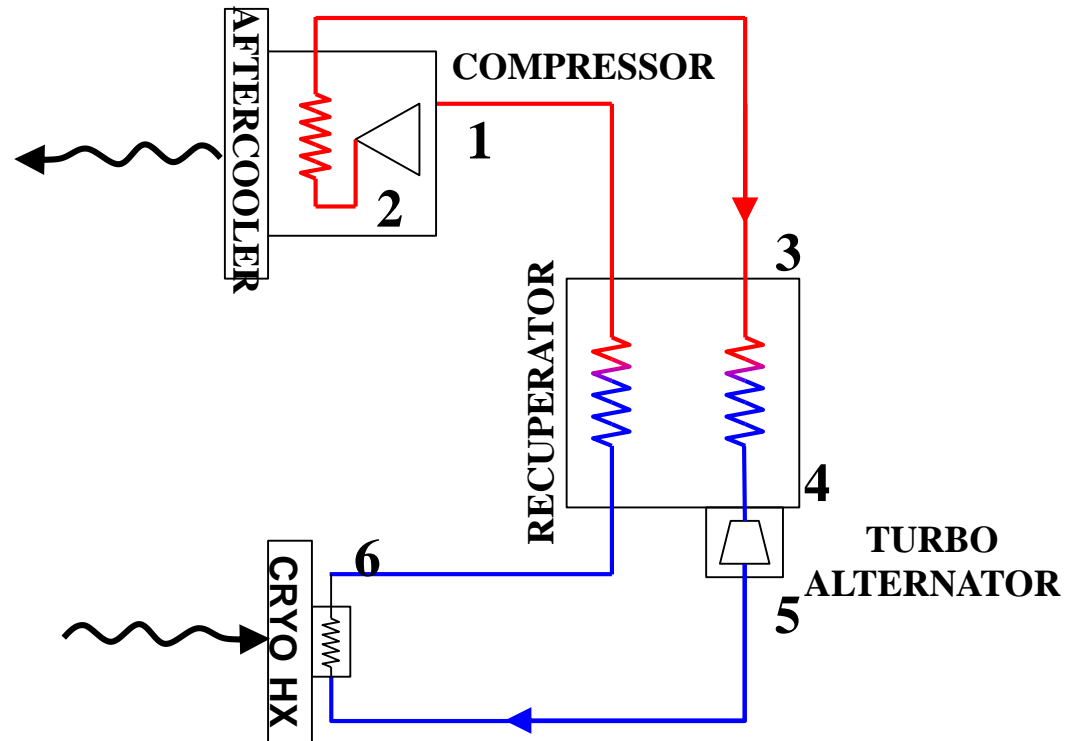 AFTERCOOLER
COMPRESSOR
1
2
3
RECUPERATOR
4
TURBO
ALTERNATOR
5
6
CRYO HX